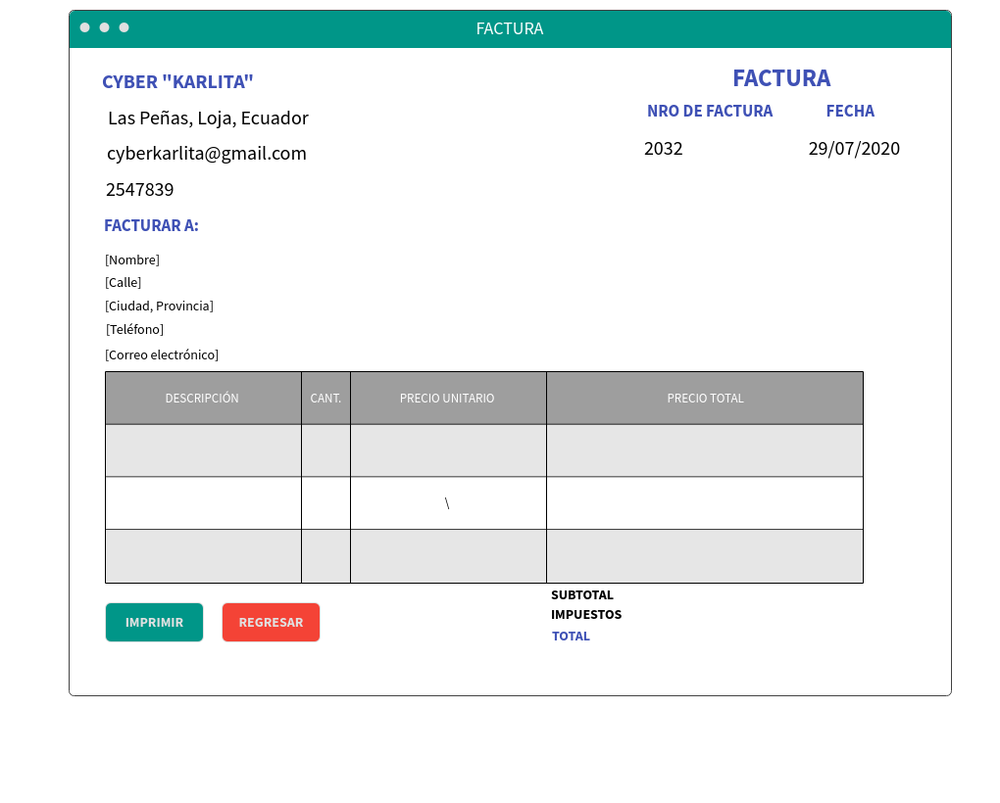 FACTURA
CYBER "KARLITA"
FACTURA
Las Peñas, Loja, Ecuador
NRO DE FACTURA FECHA
cyberkarlita@gmail.com
2032 29/07/2020
2547839
FACTURAR A:
[Nombre]
[Calle]
[Ciudad, Provincia]
[Teléfono]
[Correo electrónico]
DESCRIPCIÓN CANT. PRECIO UNITARIO PRECIO TOTAL
\
SUBTOTAL
IMPUESTOS
TOTAL
IMPRIMIR REGRESAR